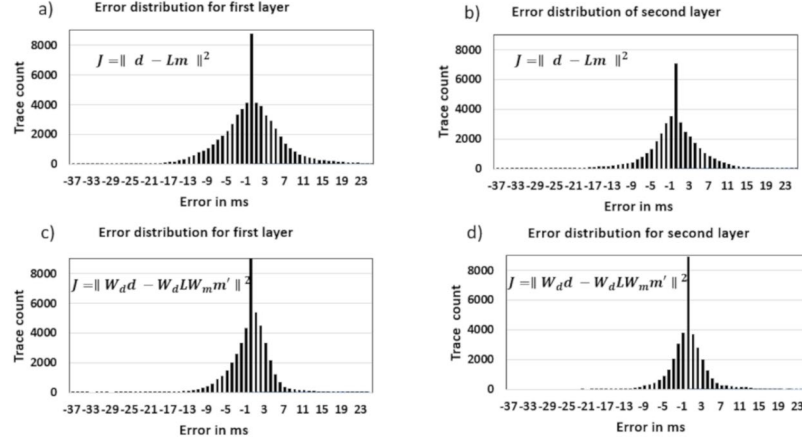 a)
Error distribution for first layer
8000
6000
4000
2000
0
J = ‖ d − Lm ‖²
Trace count
-37-33-29-25-21-17-13 -9 -5 -1 3 7 11 15 19 23
Error in ms
b)
Error distribution of second layer
8000
6000
4000
2000
0
J = ‖ d − Lm ‖²
Trace count
-37-33-29-25-21-17-13 -9 -5 -1 3 7 11 15 19 23
Error in ms
c)
Error distribution for first layer
8000
6000
4000
2000
0
J = ‖ W_d d − W_d L W_m m′ ‖²
Trace count
-37-33-29-25-21-17-13 -9 -5 -1 3 7 11 15 19 23
Error in ms
d)
Error distribution for second layer
8000
6000
4000
2000
0
J = ‖ W_d d − W_d L W_m m′ ‖²
Trace count
-37-33-29-25-21-17-13 -9 -5 -1 3 7 11 15 19 23
Error in ms